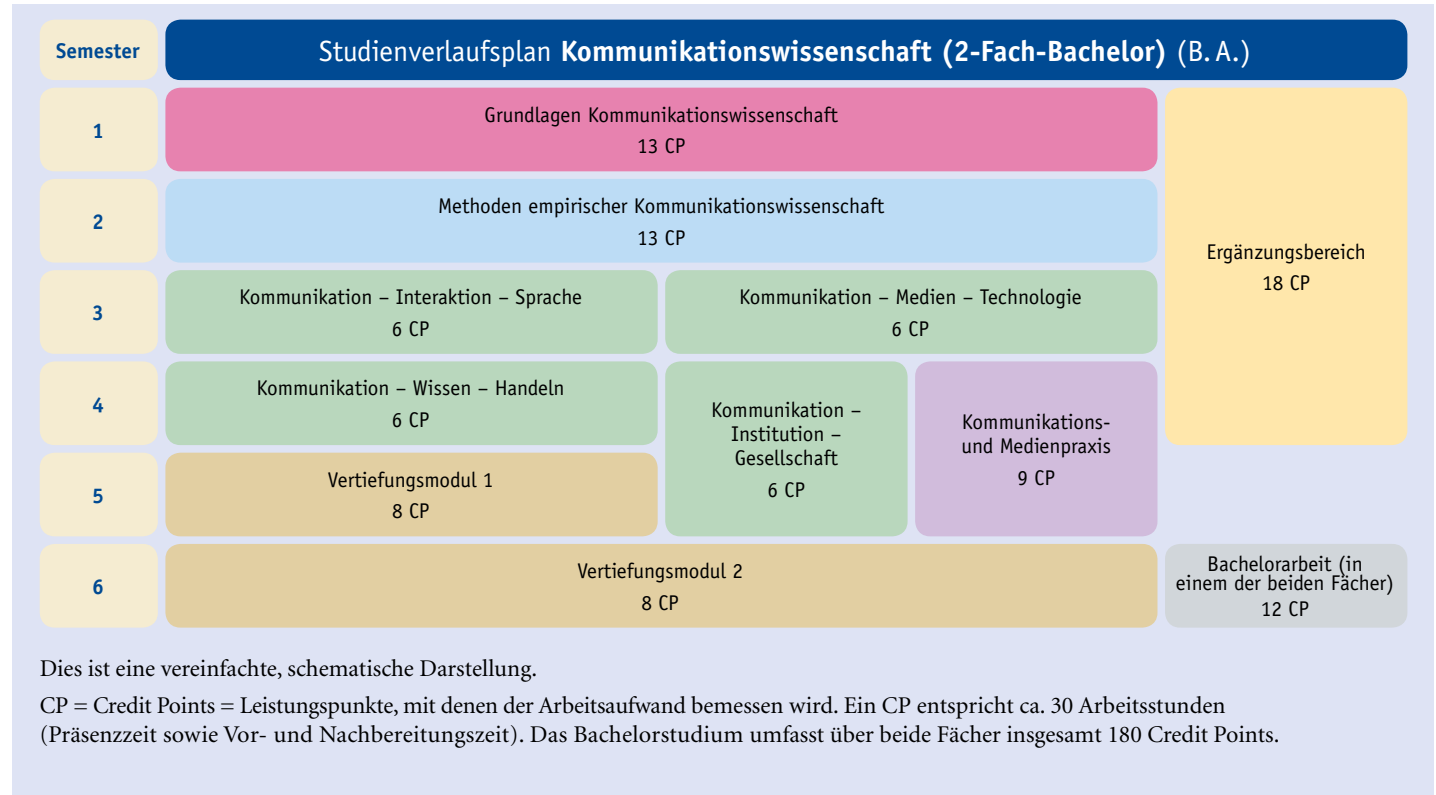 Semester
Studienverlaufsplan Kommunikationswissenschaft (2-Fach-Bachelor) (B. A.)
1
Grundlagen Kommunikationswissenschaft
13 CP
2
Methoden empirischer Kommunikationswissenschaft
13 CP
Ergänzungsbereich
18 CP
3
Kommunikation – Interaktion – Sprache
6 CP
Kommunikation – Medien – Technologie
6 CP
4
Kommunikation – Wissen – Handeln
6 CP
Kommunikation –
Institution –
Gesellschaft
6 CP
Kommunikations-
und Medienpraxis
9 CP
5
Vertiefungsmodul 1
8 CP
6
Vertiefungsmodul 2
8 CP
Bachelorarbeit (in
einem der beiden Fächer)
12 CP
Dies ist eine vereinfachte, schematische Darstellung.
CP = Credit Points = Leistungspunkte, mit denen der Arbeitsaufwand bemessen wird. Ein CP entspricht ca. 30 Arbeitsstunden
(Präsenzzeit sowie Vor- und Nachbereitungszeit). Das Bachelorstudium umfasst über beide Fächer insgesamt 180 Credit Points.